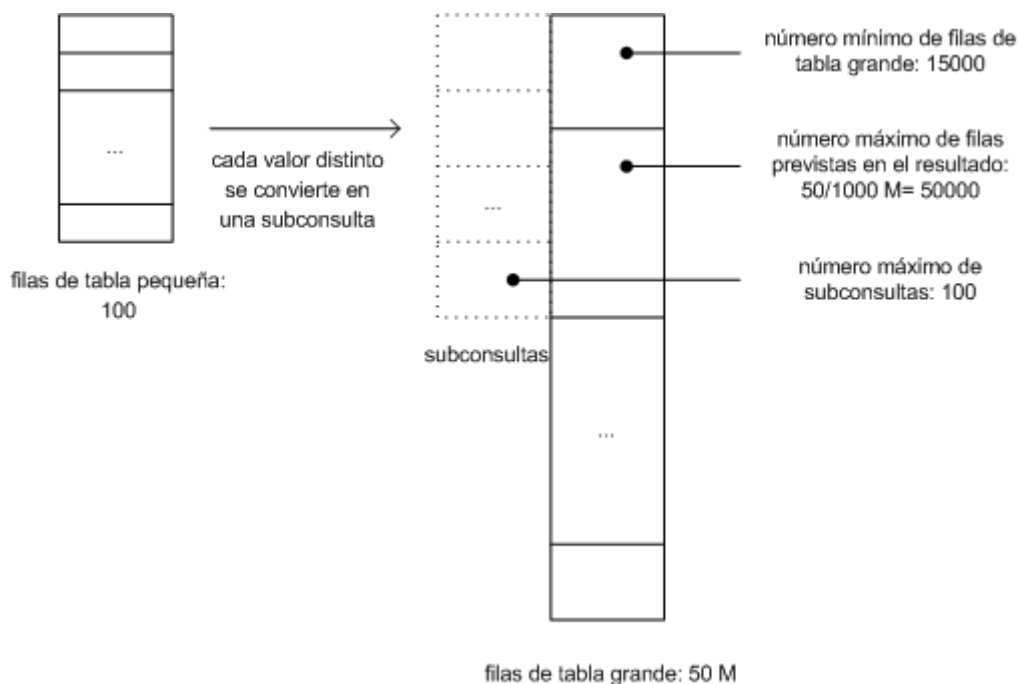 número mínimo de filas de
tabla grande: 15000
...
cada valor distinto
se convierte en
una subconsulta
número máximo de filas
previstas en el resultado:
50/1000 M= 50000
...
filas de tabla pequeña:
100
número máximo de
subconsultas: 100
subconsultas
...
filas de tabla grande: 50 M